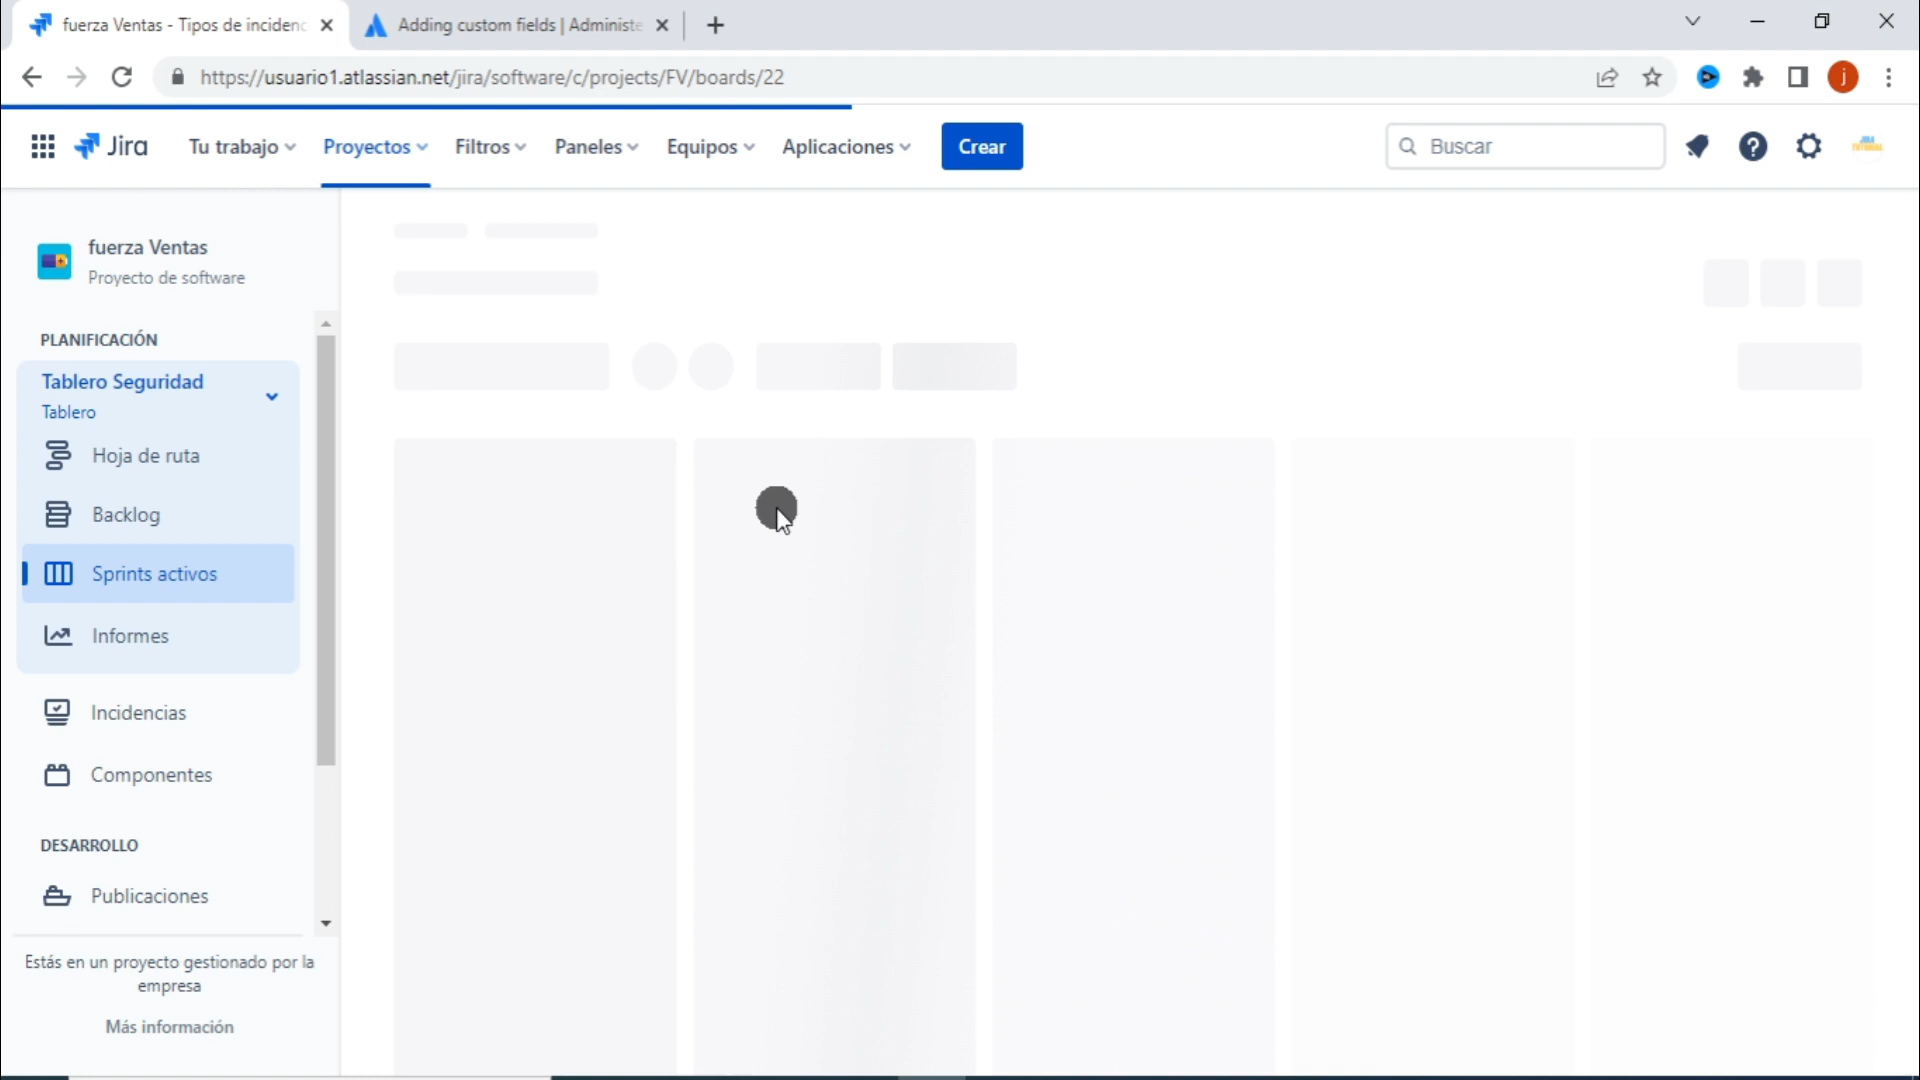 fuerza Ventas - Tipos de incidenc
Adding custom fields | Administe
https://usuario1.atlassian.net/jira/software/c/projects/FV/boards/22
j
Jira
Tu trabajo
Proyectos
Filtros
Paneles
Equipos
Aplicaciones
Crear
Buscar
fuerza Ventas
Proyecto de software
PLANIFICACIÓN
Tablero Seguridad
Tablero
Hoja de ruta
Backlog
Sprints activos
Informes
Incidencias
Componentes
DESARROLLO
Publicaciones
Estás en un proyecto gestionado por la
empresa
Más información